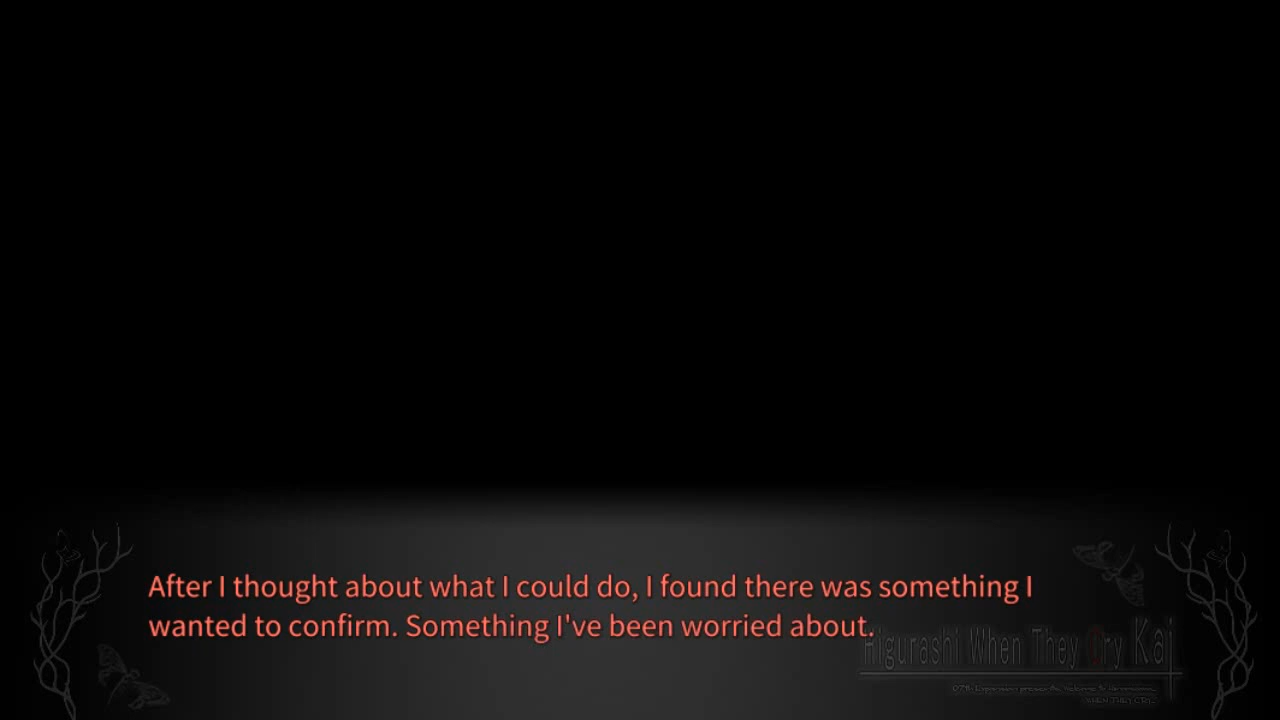 After I thought about what I could do, I found there was something I
wanted to confirm. Something I've been worried about.
Higurashi When They Cry Kai